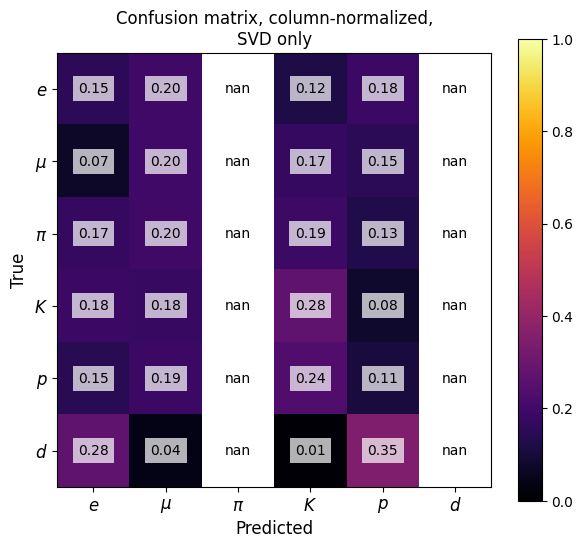 Confusion matrix, column-normalized,
SVD only
e 0.15 0.20 nan 0.12 0.18 nan
μ 0.07 0.20 nan 0.17 0.15 nan
π 0.17 0.20 nan 0.19 0.13 nan
K 0.18 0.18 nan 0.28 0.08 nan
p 0.15 0.19 nan 0.24 0.11 nan
d 0.28 0.04 nan 0.01 0.35 nan
e μ π K p d
True
Predicted
1.0
0.8
0.6
0.4
0.2
0.0